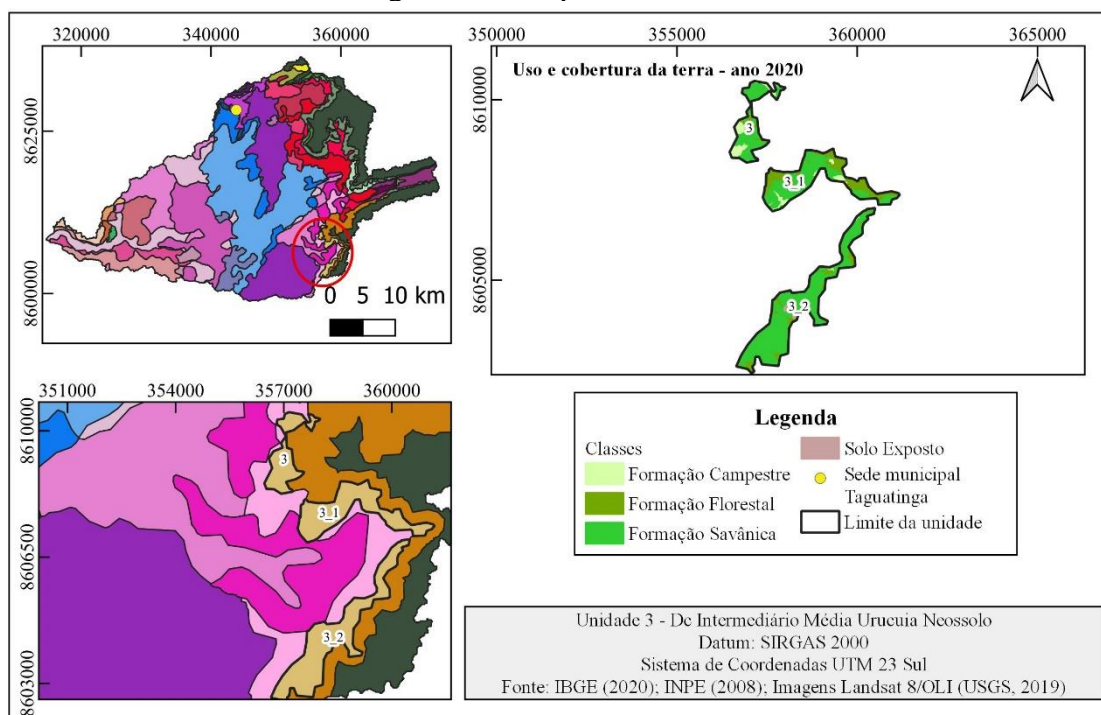 320000 340000 360000
8625000
8600000
0 5 10 km
350000 355000 360000 365000
Uso e cobertura da terra - ano 2020
8610000
8605000
3
3_1
3_2
351000 354000 357000 360000
8610000
8606500
8603000
3
3_1
3_2
Legenda
Classes
Formação Campestre
Formação Florestal
Formação Savânica
Solo Exposto
Sede municipal
Taguatinga
Limite da unidade
Unidade 3 - De Intermediário Média Urucuia Neossolo
Datum: SIRGAS 2000
Sistema de Coordenadas UTM 23 Sul
Fonte: IBGE (2020); INPE (2008); Imagens Landsat 8/OLI (USGS, 2019)